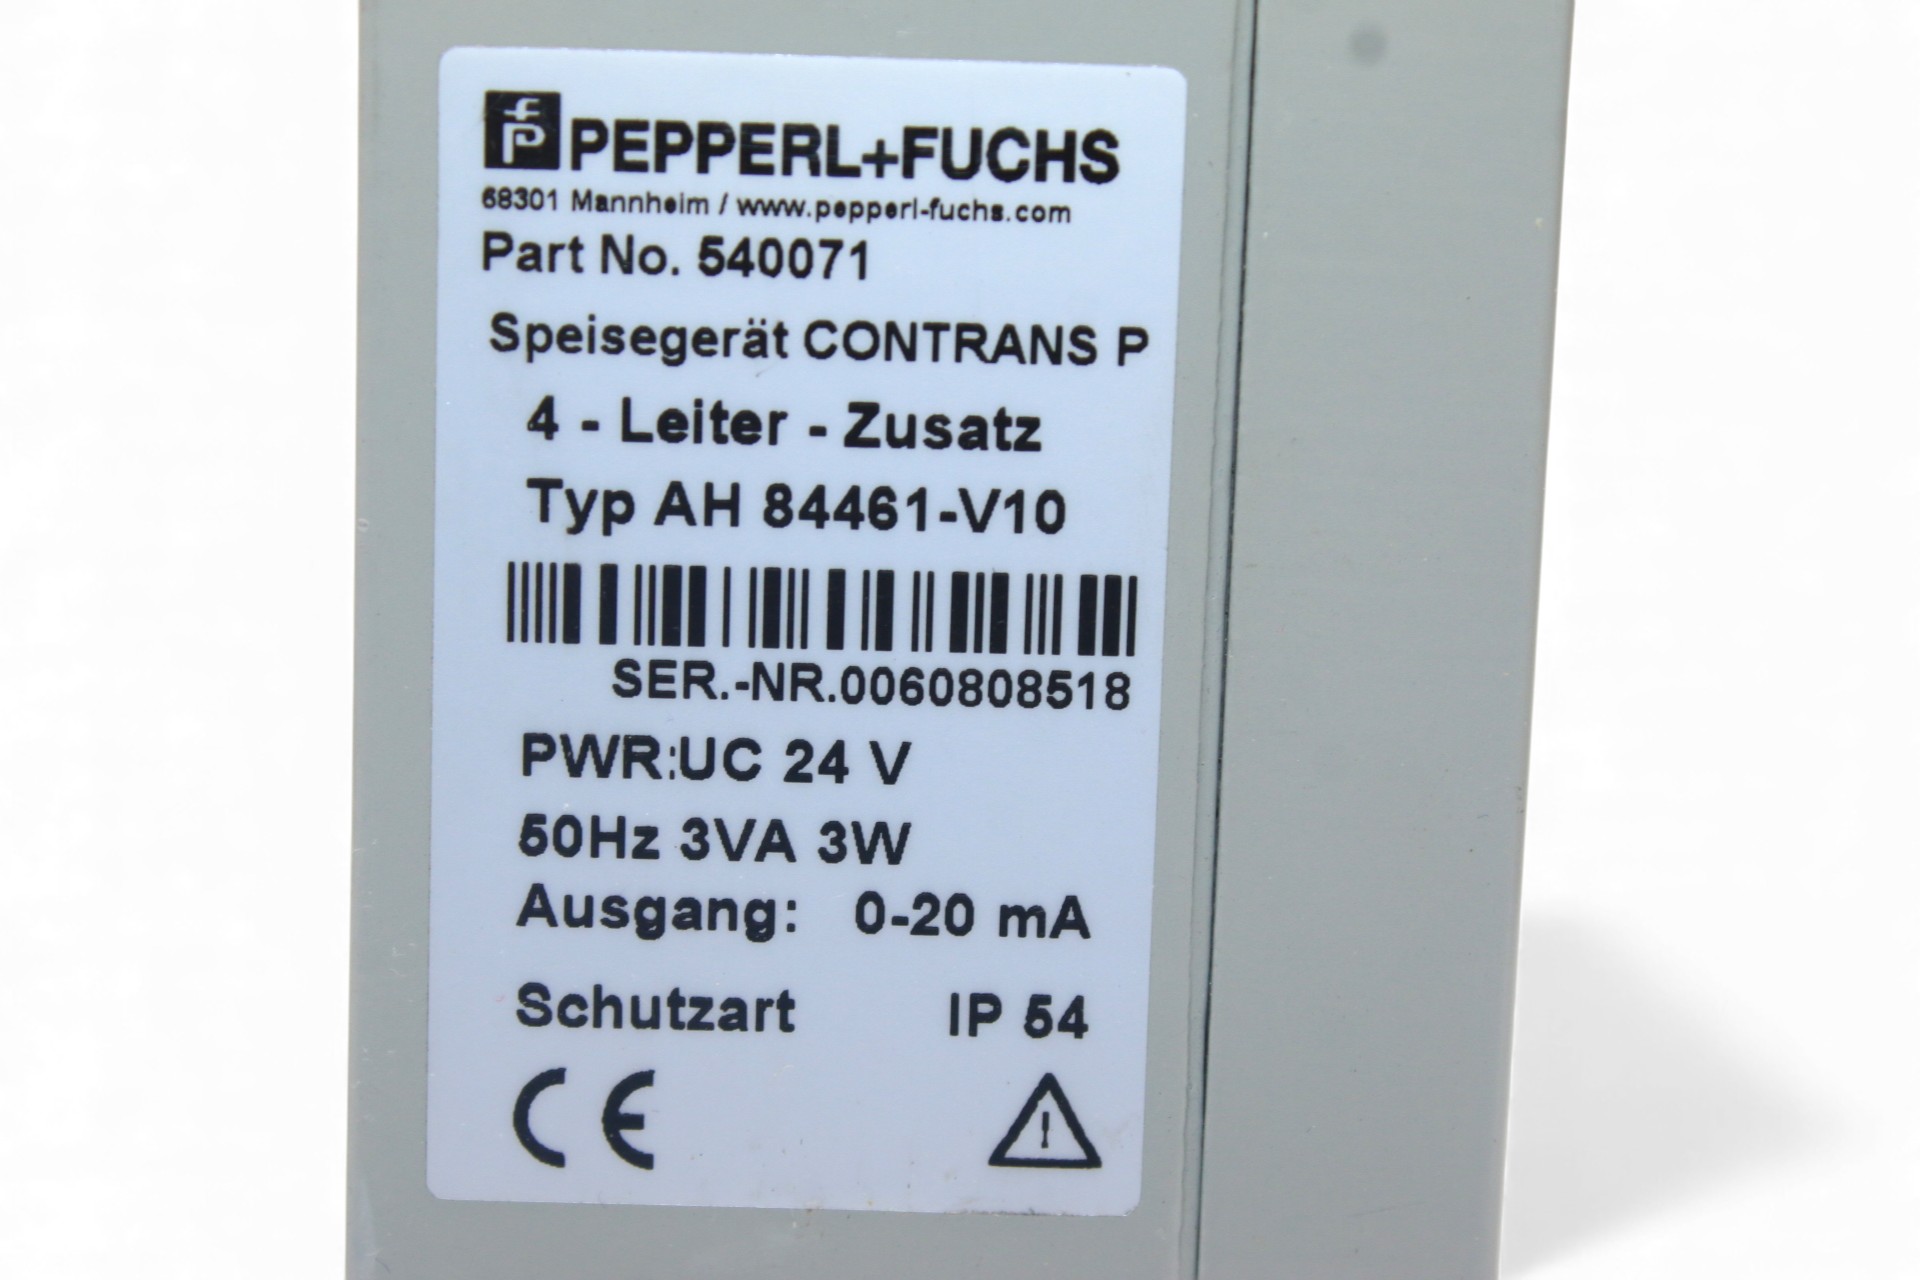 PEPPERL+FUCHS
68301 Mannheim / www.pepperl-fuchs.com
Part No. 540071
Speisegerät CONTRANS P
4 - Leiter - Zusatz
Typ AH 84461-V10
SER.-NR.0060808518
PWR:UC 24 V
50Hz 3VA 3W
Ausgang: 0-20 mA
Schutzart IP 54
CE